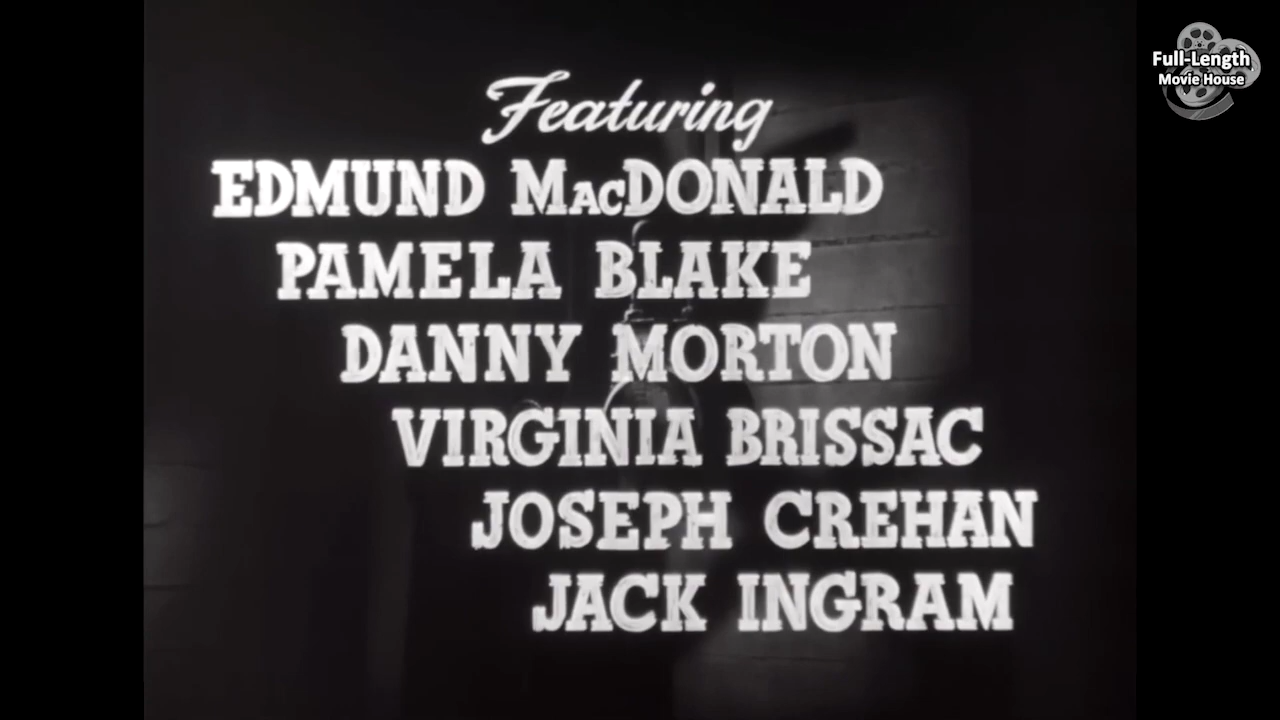 Full-Length
Movie House
Featuring
EDMUND MacDONALD
PAMELA BLAKE
DANNY MORTON
VIRGINIA BRISSAC
JOSEPH CREHAN
JACK INGRAM